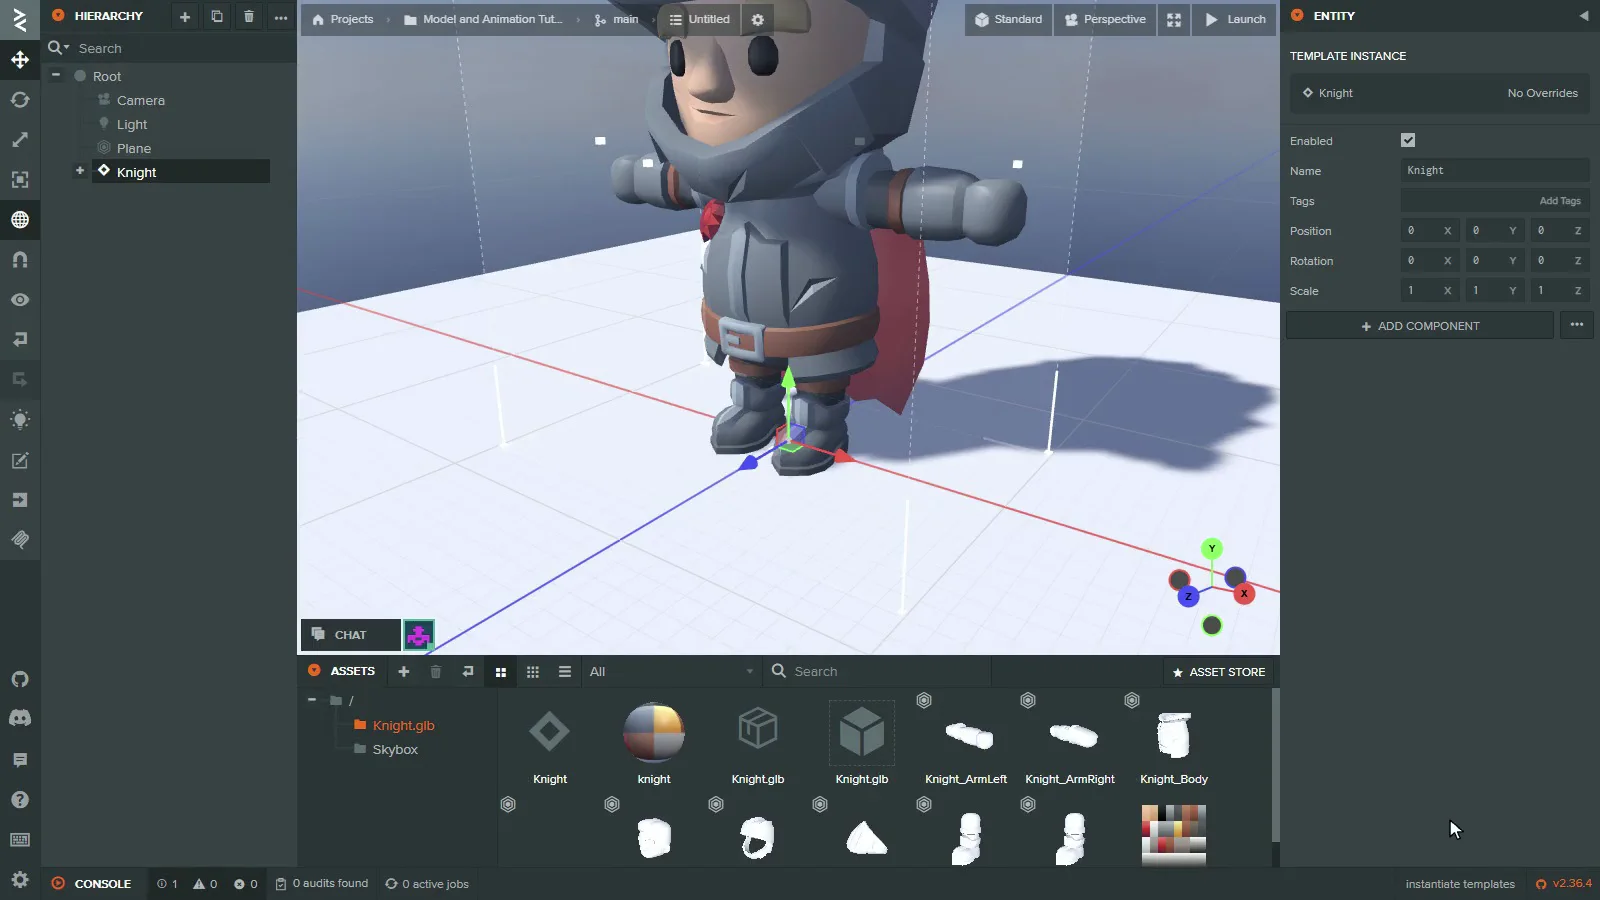 HIERARCHY
Search
Root
Camera
Light
Plane
Knight
Projects
Model and Animation Tut...
main
Untitled
Standard
Perspective
Launch
Y
Z
X
CHAT
ENTITY
TEMPLATE INSTANCE
Knight No Overrides
Enabled
Name Knight
Tags Add Tags
Position 0 X 0 Y 0 Z
Rotation 0 X 0 Y 0 Z
Scale 1 X 1 Y 1 Z
+ ADD COMPONENT
ASSETS
All
Search
ASSET STORE
/
Knight.glb
Skybox
Knight
knight
Knight.glb
Knight.glb
Knight_ArmLeft
Knight_ArmRight
Knight_Body
CONSOLE
1
0
0
0 audits found
0 active jobs
instantiate templates
v2.36.4